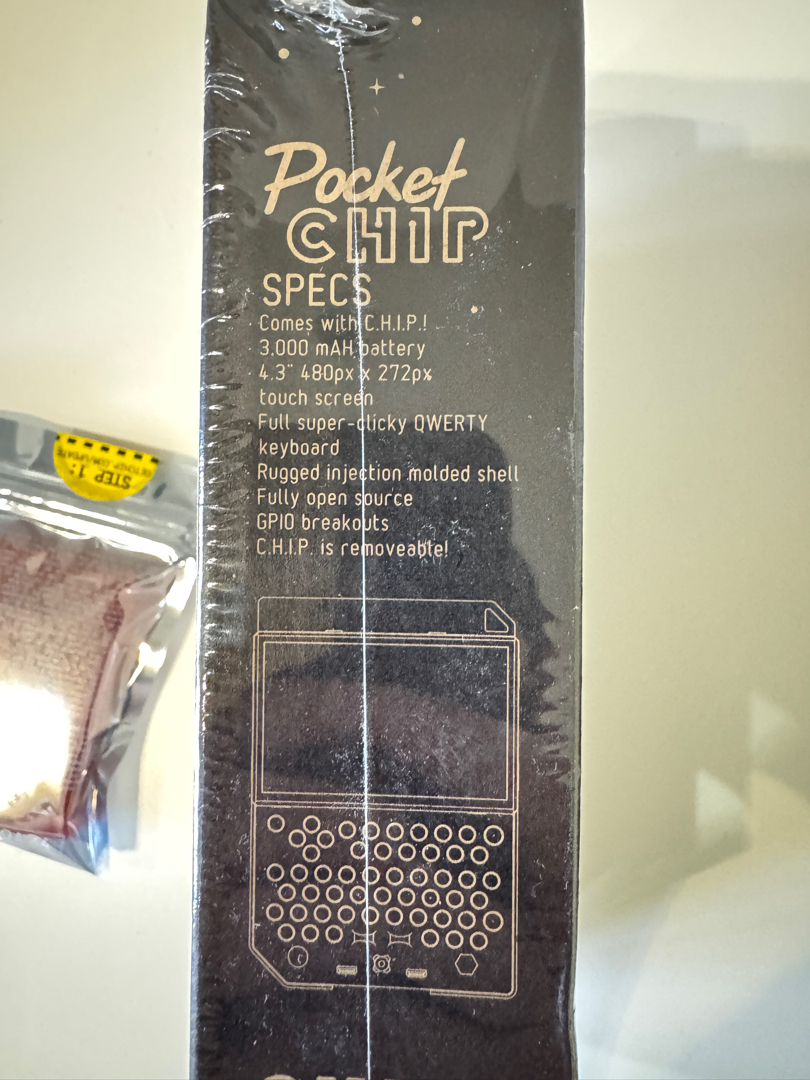 Pocket
CHIP
SPECS
Comes with C.H.I.P.!
3,000 mAH battery
4.3" 480px x 272px
touch screen
Full super-clicky QWERTY
keyboard
Rugged injection molded shell
Fully open source
GPIO breakouts
C.H.I.P. is removeable!
STEP 1: